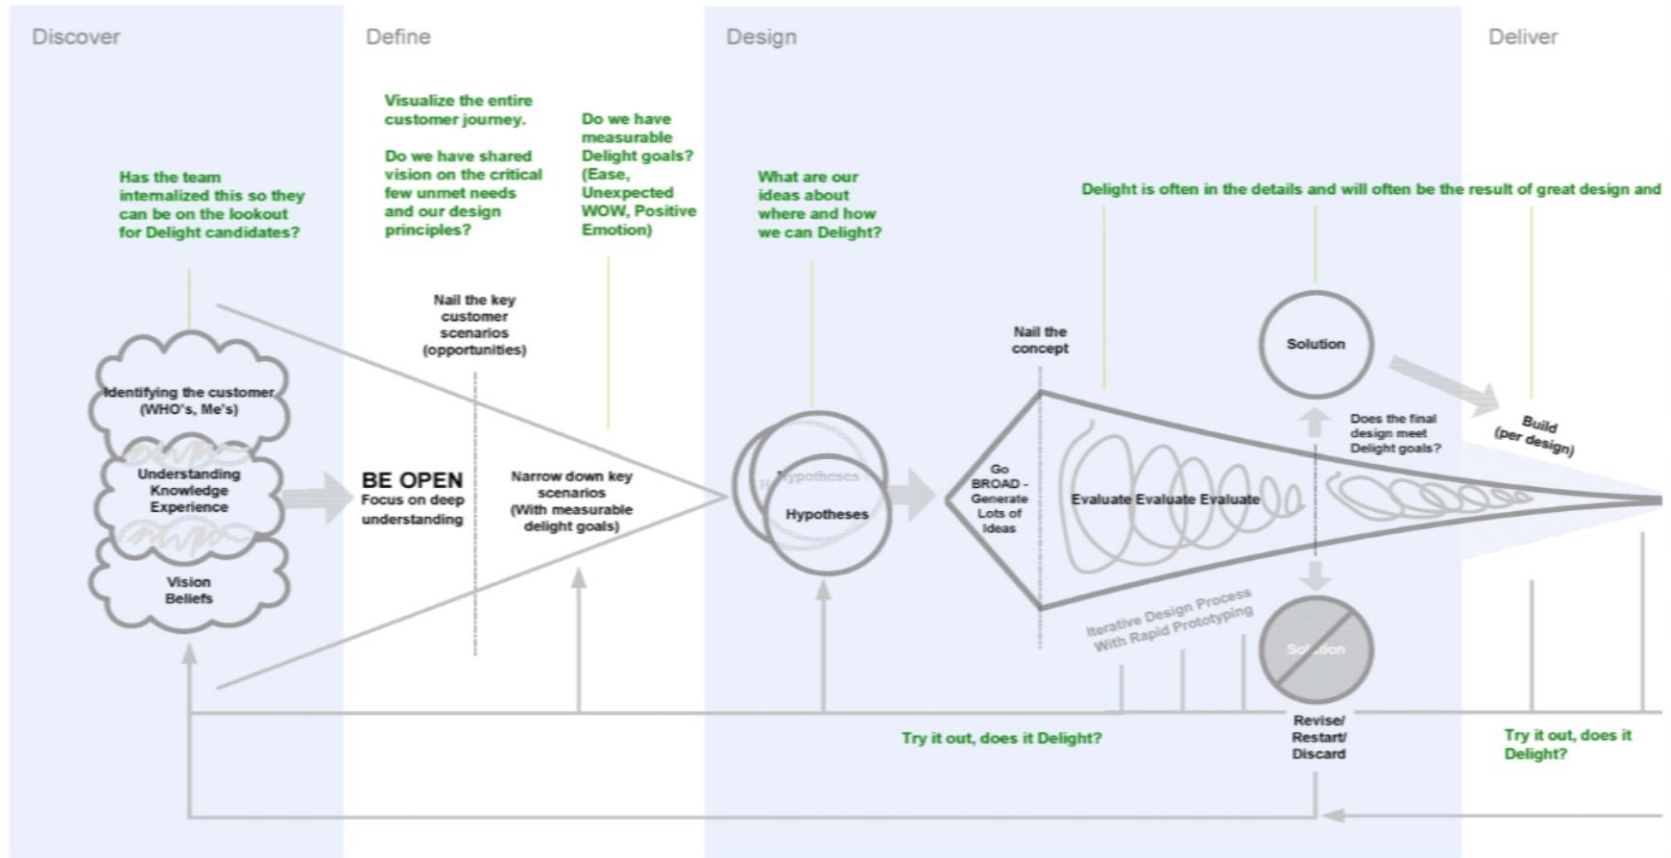 Discover
Define
Design
Deliver
Has the team
internalized this so they
can be on the lookout
for Delight candidates?
Visualize the entire
customer journey.
Do we have shared
vision on the critical
few unmet needs
and our design
principles?
Do we have
measurable
Delight goals?
(Ease,
Unexpected
WOW, Positive
Emotion)
What are our
ideas about
where and how
we can Delight?
Delight is often in the details and will often be the result of great design and
Identifying the customer
(WHO's, Me's)
Understanding
Knowledge
Experience
Vision
Beliefs
BE OPEN
Focus on deep
understanding
Nail the key
customer
scenarios
(opportunities)
Narrow down key
scenarios
(With measurable
delight goals)
Hypotheses
Hypotheses
Nail the
concept
Go
BROAD -
Generate
Lots of
Ideas
Evaluate Evaluate Evaluate
Iterative Design Process
With Rapid Prototyping
Solution
Does the final
design meet
Delight goals?
Build
(per design)
Solution
Revise/
Restart/
Discard
Try it out, does it Delight?
Try it out, does it
Delight?